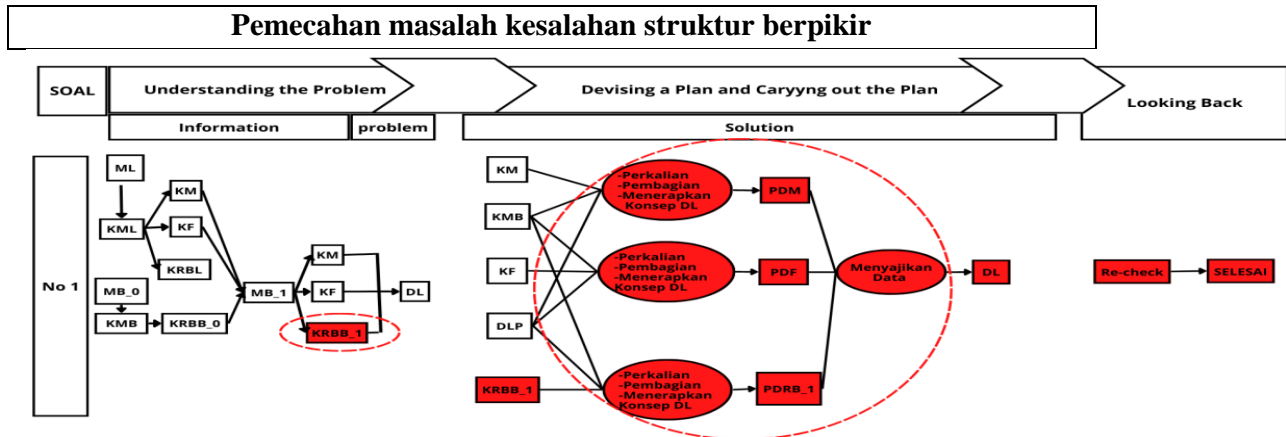 Pemecahan masalah kesalahan struktur berpikir
SOAL
Understanding the Problem
Devising a Plan and Caryyng out the Plan
Looking Back
Information
problem
Solution
No 1
ML
KML
MB_0
KMB
KM
KF
KRBL
KRBB_0
MB_1
KM
KF
KRBB_1
DL
KM
KMB
KF
DLP
KRBB_1
-Perkalian
-Pembagian
-Menerapkan
Konsep DL
-Perkalian
-Pembagian
-Menerapkan
Konsep DL
-Perkalian
-Pembagian
-Menerapkan
Konsep DL
PDM
PDF
PDRB_1
Menyajikan
Data
DL
Re-check
SELESAI